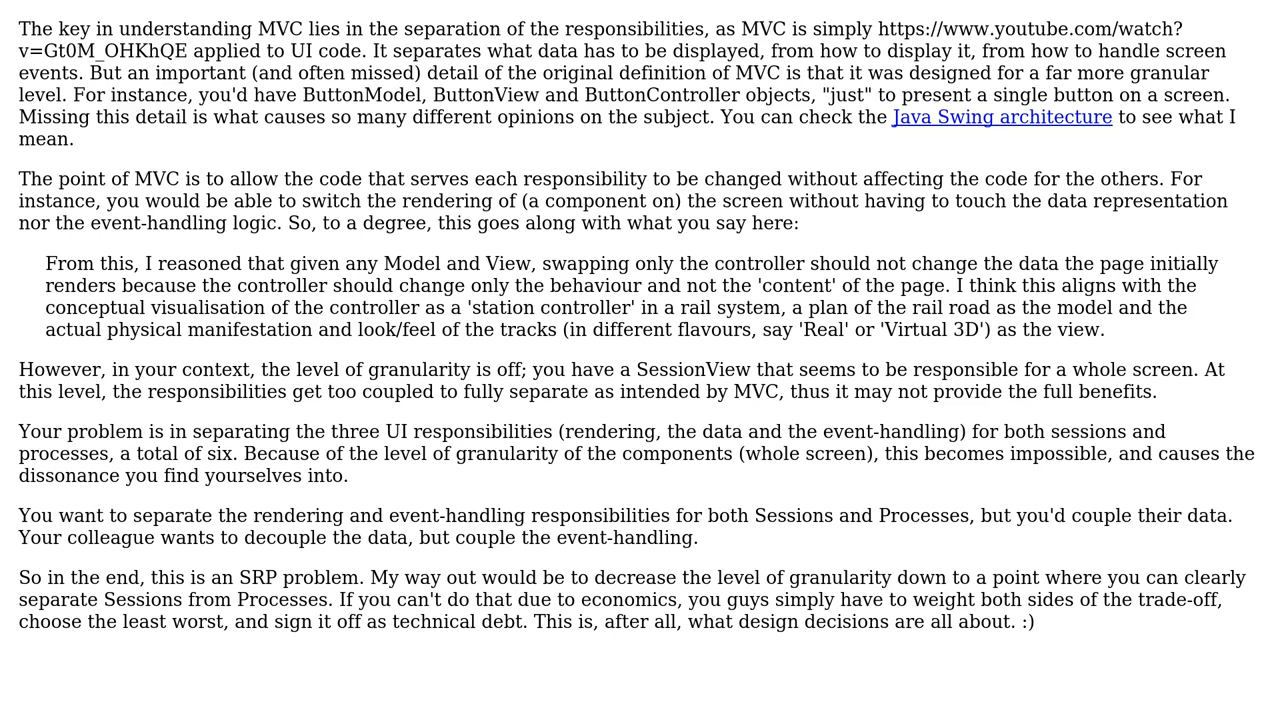 The key in understanding MVC lies in the separation of the responsibilities, as MVC is simply https://www.youtube.com/watch?
v=Gt0M_OHKhQE applied to UI code. It separates what data has to be displayed, from how to display it, from how to handle screen
events. But an important (and often missed) detail of the original definition of MVC is that it was designed for a far more granular
level. For instance, you'd have ButtonModel, ButtonView and ButtonController objects, "just" to present a single button on a screen.
Missing this detail is what causes so many different opinions on the subject. You can check the Java Swing architecture to see what I
mean.
The point of MVC is to allow the code that serves each responsibility to be changed without affecting the code for the others. For
instance, you would be able to switch the rendering of (a component on) the screen without having to touch the data representation
nor the event-handling logic. So, to a degree, this goes along with what you say here:
From this, I reasoned that given any Model and View, swapping only the controller should not change the data the page initially
renders because the controller should change only the behaviour and not the 'content' of the page. I think this aligns with the
conceptual visualisation of the controller as a 'station controller' in a rail system, a plan of the rail road as the model and the
actual physical manifestation and look/feel of the tracks (in different flavours, say 'Real' or 'Virtual 3D') as the view.
However, in your context, the level of granularity is off; you have a SessionView that seems to be responsible for a whole screen. At
this level, the responsibilities get too coupled to fully separate as intended by MVC, thus it may not provide the full benefits.
Your problem is in separating the three UI responsibilities (rendering, the data and the event-handling) for both sessions and
processes, a total of six. Because of the level of granularity of the components (whole screen), this becomes impossible, and causes the
dissonance you find yourselves into.
You want to separate the rendering and event-handling responsibilities for both Sessions and Processes, but you'd couple their data.
Your colleague wants to decouple the data, but couple the event-handling.
So in the end, this is an SRP problem. My way out would be to decrease the level of granularity down to a point where you can clearly
separate Sessions from Processes. If you can't do that due to economics, you guys simply have to weight both sides of the trade-off,
choose the least worst, and sign it off as technical debt. This is, after all, what design decisions are all about. :)